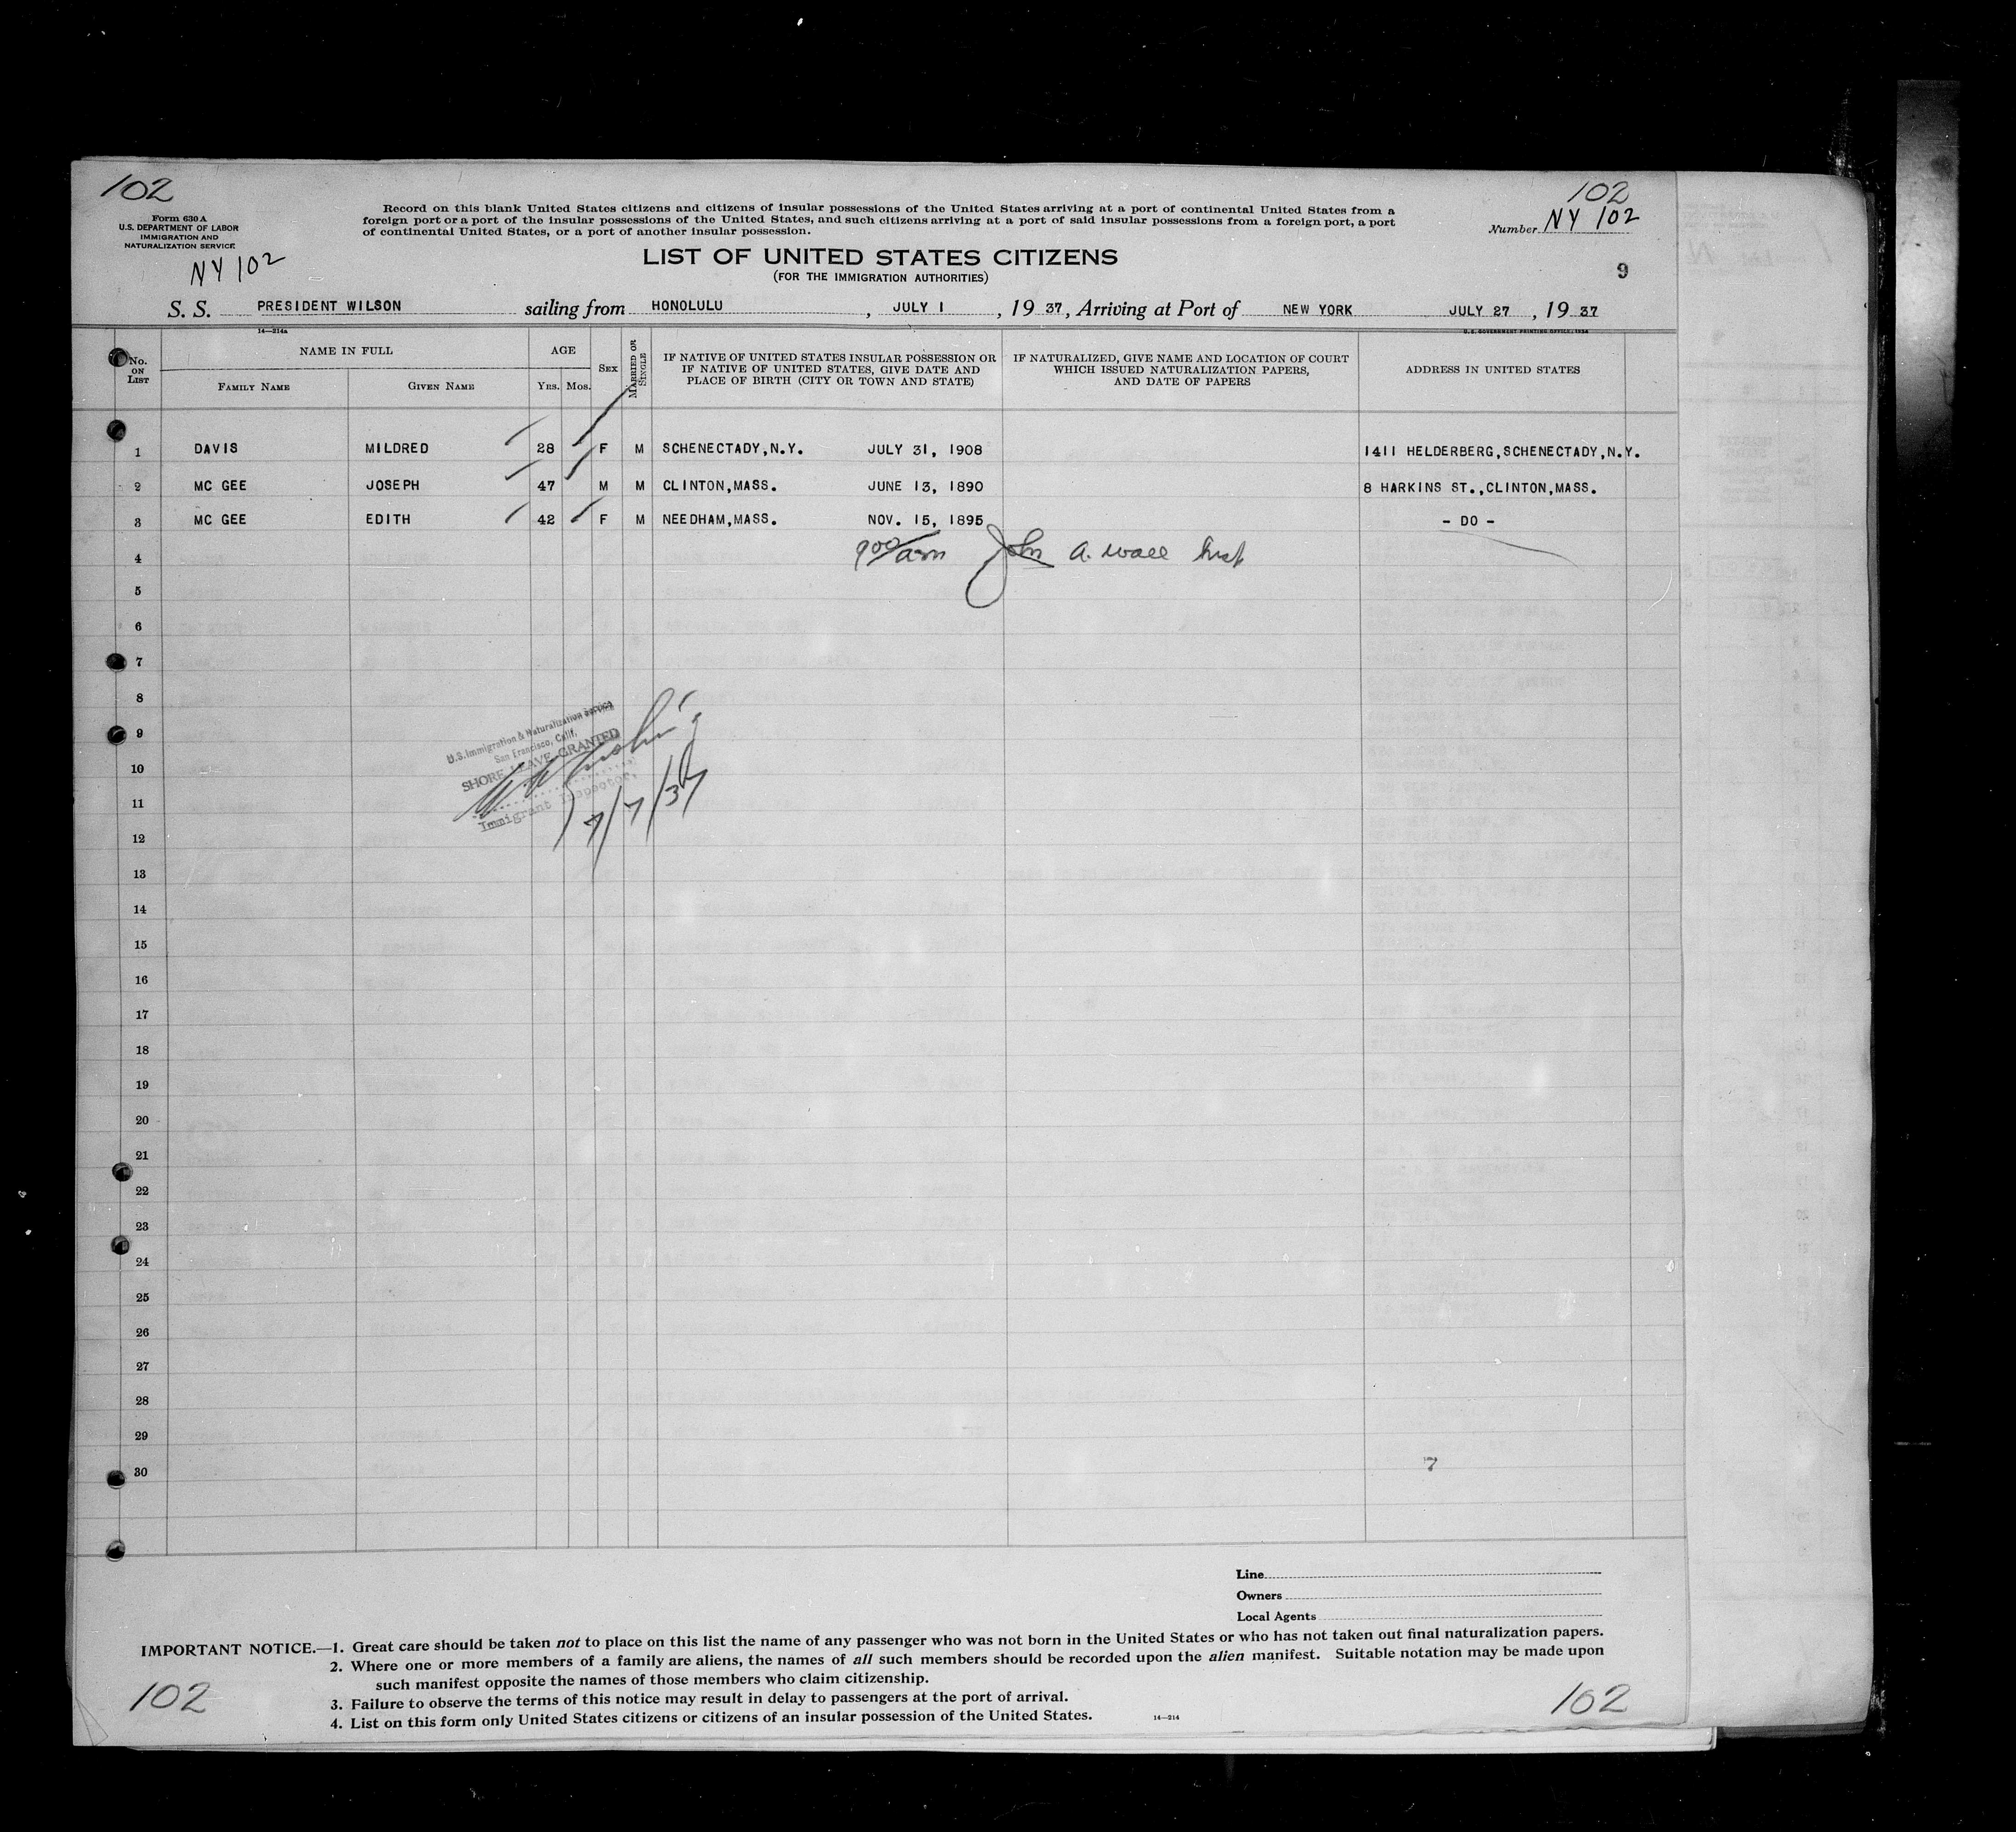 102
102
Form 630 A
U.S. DEPARTMENT OF LABOR
IMMIGRATION AND
NATURALIZATION SERVICE
NY 102
Record on this blank United States citizens and citizens of insular possessions of the United States arriving at a port of continental United States from a
foreign port or a port of the insular possessions of the United States, and such citizens arriving at a port of said insular possessions from a foreign port, a port
of continental United States, or a port of another insular possession.
Number NY 102
LIST OF UNITED STATES CITIZENS
(FOR THE IMMIGRATION AUTHORITIES)
9
S. S. PRESIDENT WILSON sailing from HONOLULU, JULY 1, 19 37, Arriving at Port of NEW YORK JULY 27, 19 37
14—214a
U. S. GOVERNMENT PRINTING OFFICE: 1934
No. ON LIST
NAME IN FULL
FAMILY NAME
GIVEN NAME
AGE
YRS. MOS.
SEX
MARRIED OR SINGLE
IF NATIVE OF UNITED STATES INSULAR POSSESSION OR
IF NATIVE OF UNITED STATES, GIVE DATE AND
PLACE OF BIRTH (CITY OR TOWN AND STATE)
IF NATURALIZED, GIVE NAME AND LOCATION OF COURT
WHICH ISSUED NATURALIZATION PAPERS,
AND DATE OF PAPERS
ADDRESS IN UNITED STATES
1 DAVIS MILDRED 28 F M SCHENECTADY,N.Y. JULY 31, 1908 1411 HELDERBERG,SCHENECTADY,N.Y.
2 MC GEE JOSEPH 47 M M CLINTON,MASS. JUNE 13, 1890 8 HARKINS ST.,CLINTON,MASS.
3 MC GEE EDITH 42 F M NEEDHAM,MASS. NOV. 15, 1895 - DO -
4 900 am John A. Wall Inst
5
6
7
8
9
10
11
12
13
14
15
16
17
18
19
20
21
22
23
24
25
26
27
28
29
30
U.S. Immigration & Naturalization Service
San Francisco, Calif.
SHORE LEAVE GRANTED
Immigrant Inspector.
7/7/37
7
Line
Owners
Local Agents
IMPORTANT NOTICE.—1. Great care should be taken not to place on this list the name of any passenger who was not born in the United States or who has not taken out final naturalization papers.
2. Where one or more members of a family are aliens, the names of all such members should be recorded upon the alien manifest. Suitable notation may be made upon
such manifest opposite the names of those members who claim citizenship.
3. Failure to observe the terms of this notice may result in delay to passengers at the port of arrival.
4. List on this form only United States citizens or citizens of an insular possession of the United States.
14—214
102
102